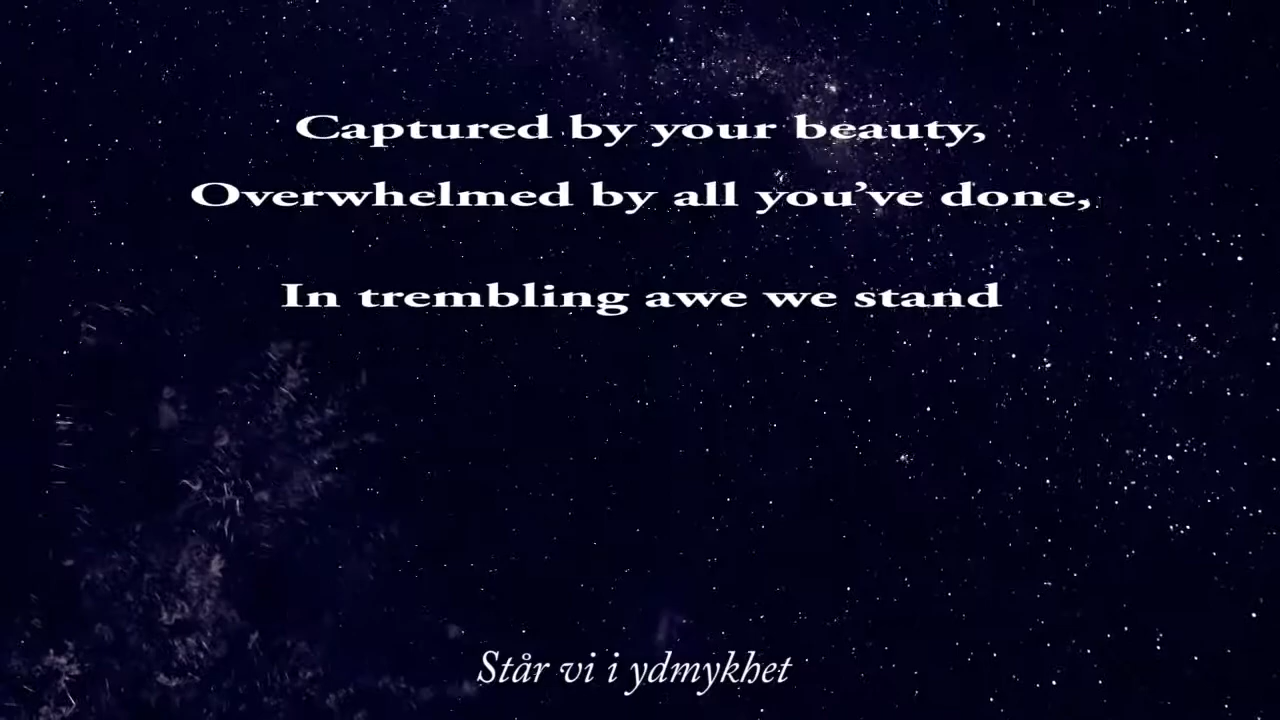 Captured by your beauty,
Overwhelmed by all you’ve done,
In trembling awe we stand
Står vi i ydmykhet